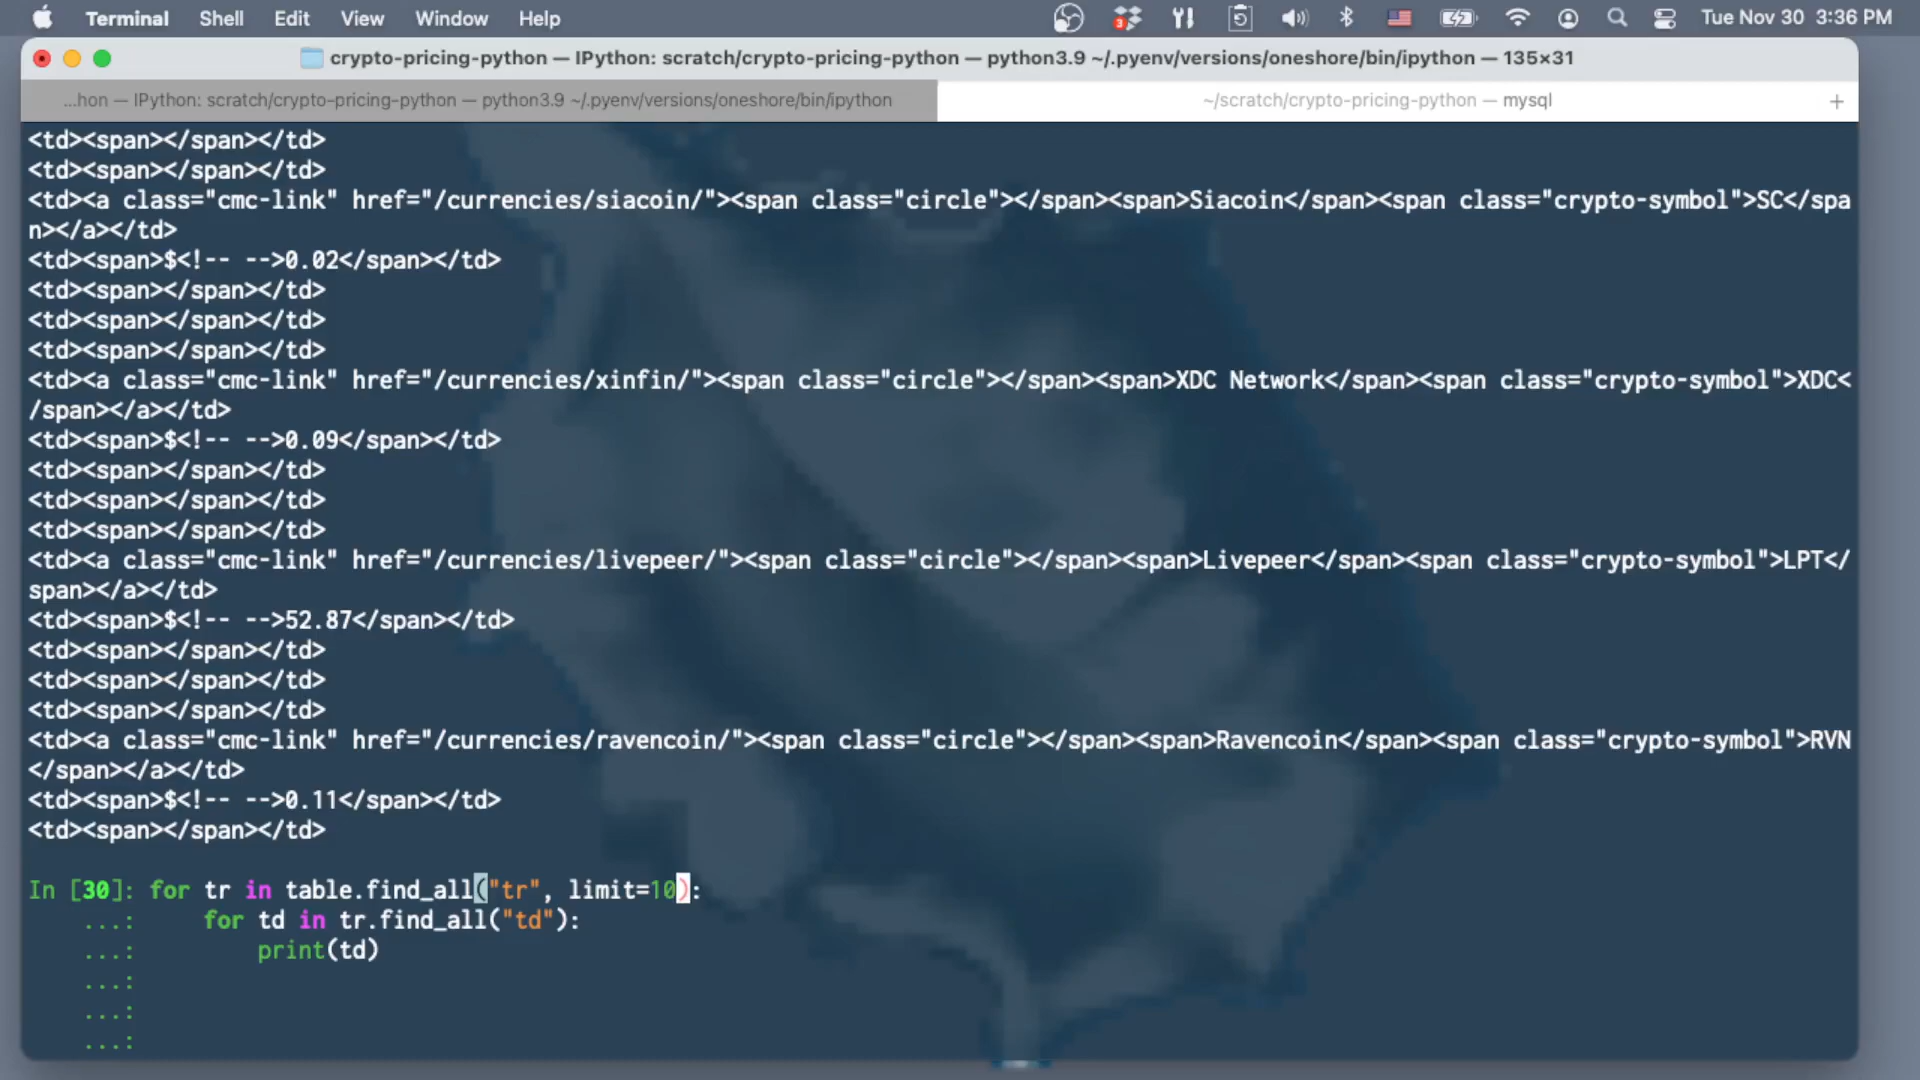 Terminal Shell Edit View Window Help 3 Tue Nov 30 3:36 PM
crypto-pricing-python — IPython: scratch/crypto-pricing-python — python3.9 ~/.pyenv/versions/oneshore/bin/ipython — 135×31
...hon — IPython: scratch/crypto-pricing-python — python3.9 ~/.pyenv/versions/oneshore/bin/ipython
~/scratch/crypto-pricing-python — mysql +
<td><span></span></td>
<td><span></span></td>
<td><a class="cmc-link" href="/currencies/siacoin/"><span class="circle"></span><span>Siacoin</span><span class="crypto-symbol">SC</spa
n></a></td>
<td><span>$<!-- -->0.02</span></td>
<td><span></span></td>
<td><span></span></td>
<td><span></span></td>
<td><a class="cmc-link" href="/currencies/xinfin/"><span class="circle"></span><span>XDC Network</span><span class="crypto-symbol">XDC<
/span></a></td>
<td><span>$<!-- -->0.09</span></td>
<td><span></span></td>
<td><span></span></td>
<td><span></span></td>
<td><a class="cmc-link" href="/currencies/livepeer/"><span class="circle"></span><span>Livepeer</span><span class="crypto-symbol">LPT</
span></a></td>
<td><span>$<!-- -->52.87</span></td>
<td><span></span></td>
<td><span></span></td>
<td><span></span></td>
<td><a class="cmc-link" href="/currencies/ravencoin/"><span class="circle"></span><span>Ravencoin</span><span class="crypto-symbol">RVN
</span></a></td>
<td><span>$<!-- -->0.11</span></td>
<td><span></span></td>
In [30]: for tr in table.find_all("tr", limit=10):
...: for td in tr.find_all("td"):
...: print(td)
...:
...:
...: